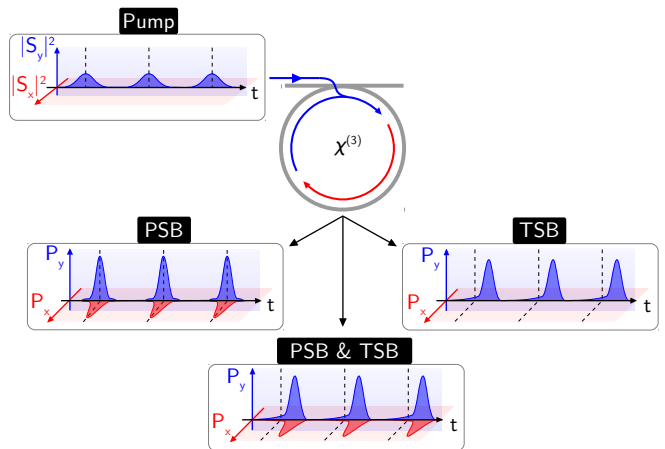 Pump
|S_y|²
|S_x|²
t
χ⁽³⁾
PSB
P_y
P_x
t
TSB
P_y
P_x
t
PSB & TSB
P_y
P_x
t